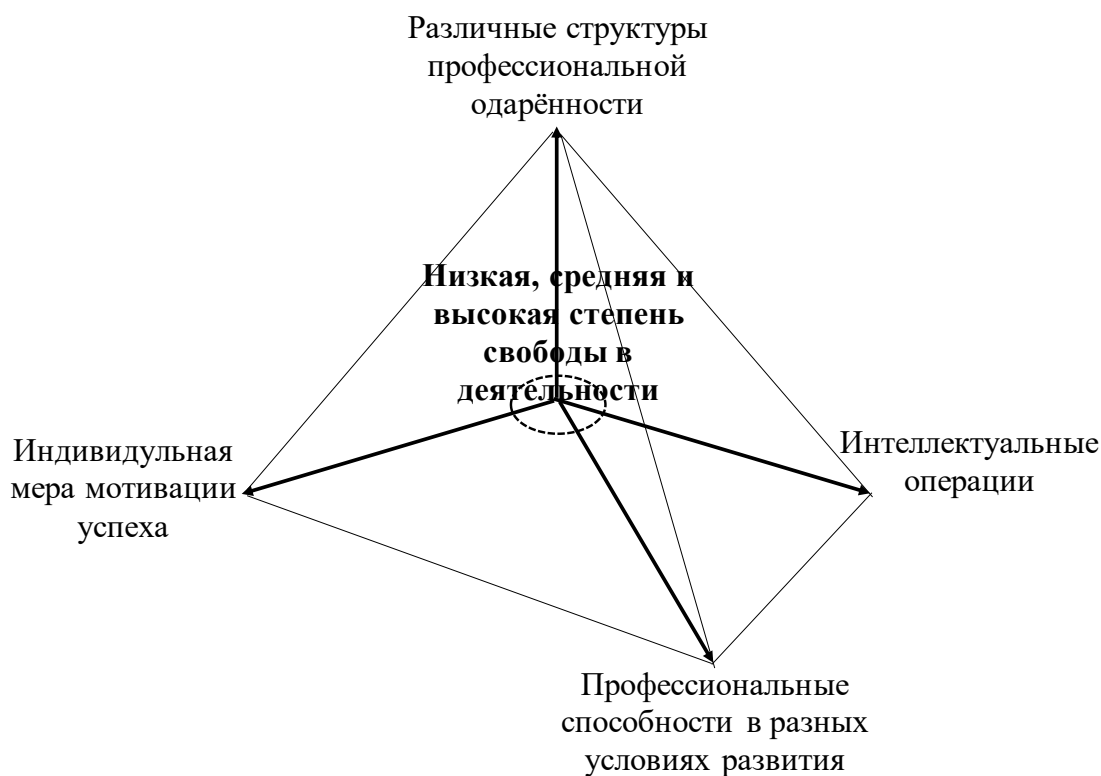 Различные структуры
профессиональной
одарённости
Низкая, средняя и
высокая степень
свободы в
деятельности
Индивидульная
мера мотивации
успеха
Интеллектуальные
операции
Профессиональные
способности в разных
условиях развития